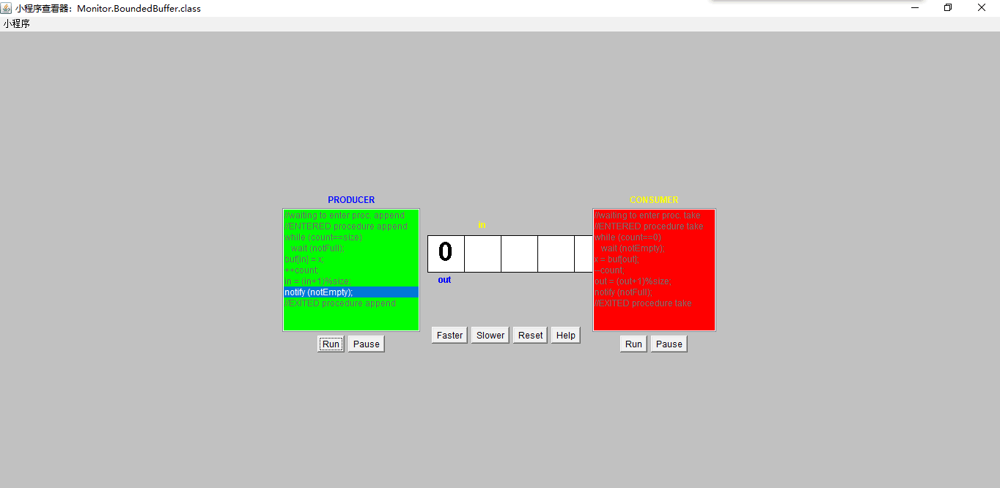 小程序查看器: Monitor.BoundedBuffer.class
小程序
PRODUCER
//waiting to enter proc. append
//ENTERED procedure append
while (count==size)
wait (notFull);
buf[in] = x;
++count;
in = (in+1)%size;
notify (notEmpty);
//EXITED procedure append
Run
Pause
in
0
out
Faster
Slower
Reset
Help
CONSUMER
//waiting to enter proc. take
//ENTERED procedure take
while (count==0)
wait (notEmpty);
x = buf[out];
--count;
out = (out+1)%size;
notify (notFull);
//EXITED procedure take
Run
Pause